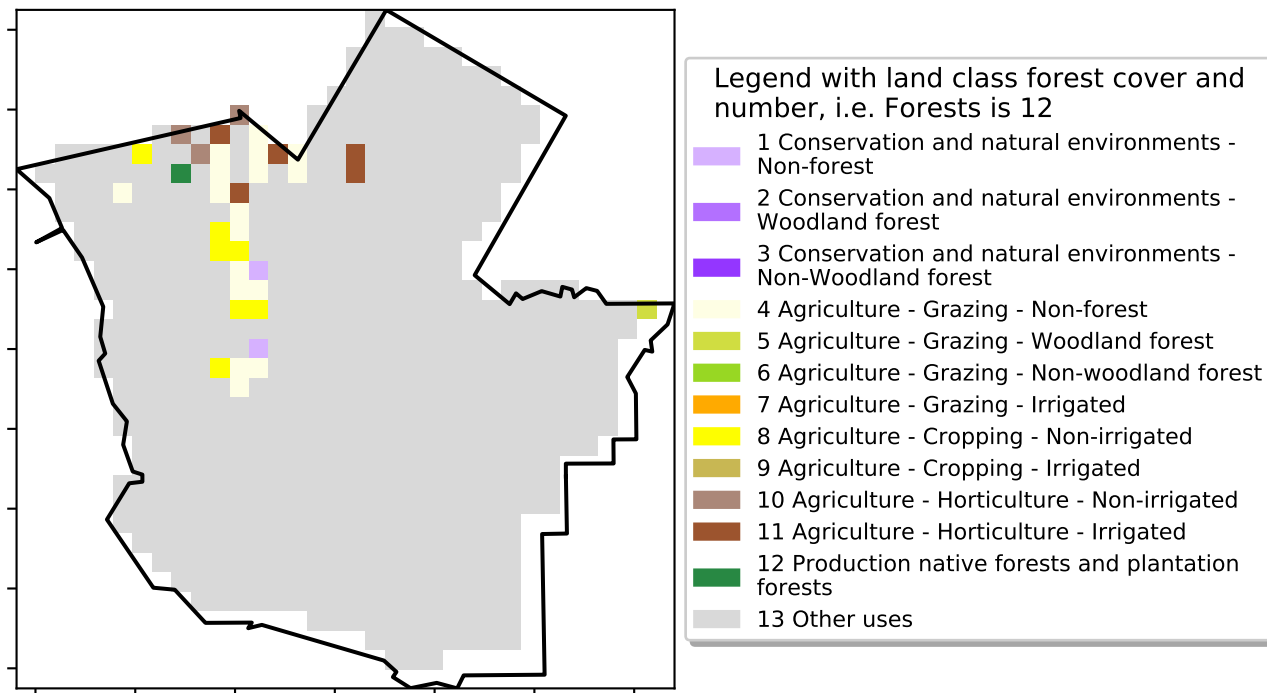 Legend with land class forest cover and
number, i.e. Forests is 12
1 Conservation and natural environments -
Non-forest
2 Conservation and natural environments -
Woodland forest
3 Conservation and natural environments -
Non-Woodland forest
4 Agriculture - Grazing - Non-forest
5 Agriculture - Grazing - Woodland forest
6 Agriculture - Grazing - Non-woodland forest
7 Agriculture - Grazing - Irrigated
8 Agriculture - Cropping - Non-irrigated
9 Agriculture - Cropping - Irrigated
10 Agriculture - Horticulture - Non-irrigated
11 Agriculture - Horticulture - Irrigated
12 Production native forests and plantation
forests
13 Other uses